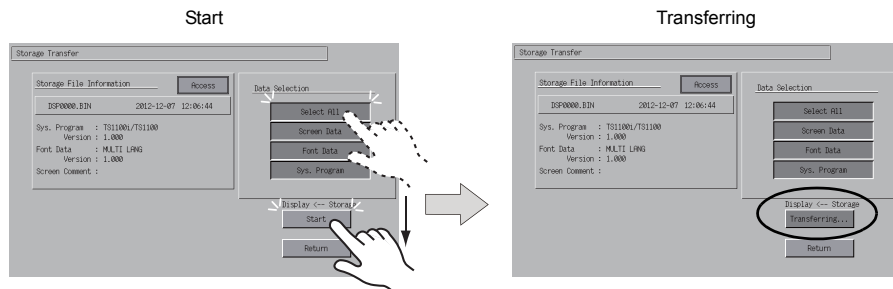 Start
Storage Transfer
Storage File Information
Access
DSP0000.BIN 2012-12-07 12:06:44
Sys. Program : TS1100i/TS1100
Version : 1.000
Font Data : MULTI LANG
Version : 1.000
Screen Comment :
Data Selection
Select All
Screen Data
Font Data
Sys. Program
Display <-- Storage
Start
Return
Transferring
Storage Transfer
Storage File Information
Access
DSP0000.BIN 2012-12-07 12:06:44
Sys. Program : TS1100i/TS1100
Version : 1.000
Font Data : MULTI LANG
Version : 1.000
Screen Comment :
Data Selection
Select All
Screen Data
Font Data
Sys. Program
Display <-- Storage
Transferring...
Return